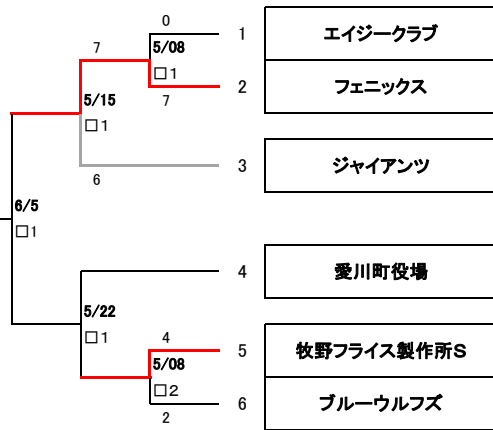 0
1 エイジークラブ
7 5/08
□1
2 フェニックス
5/15 7
□1
3 ジャイアンツ
6
6/5
□1
4 愛川町役場
5/22
□1 4
5 牧野フライス製作所S
5/08
□2
6 ブルーウルフズ
2